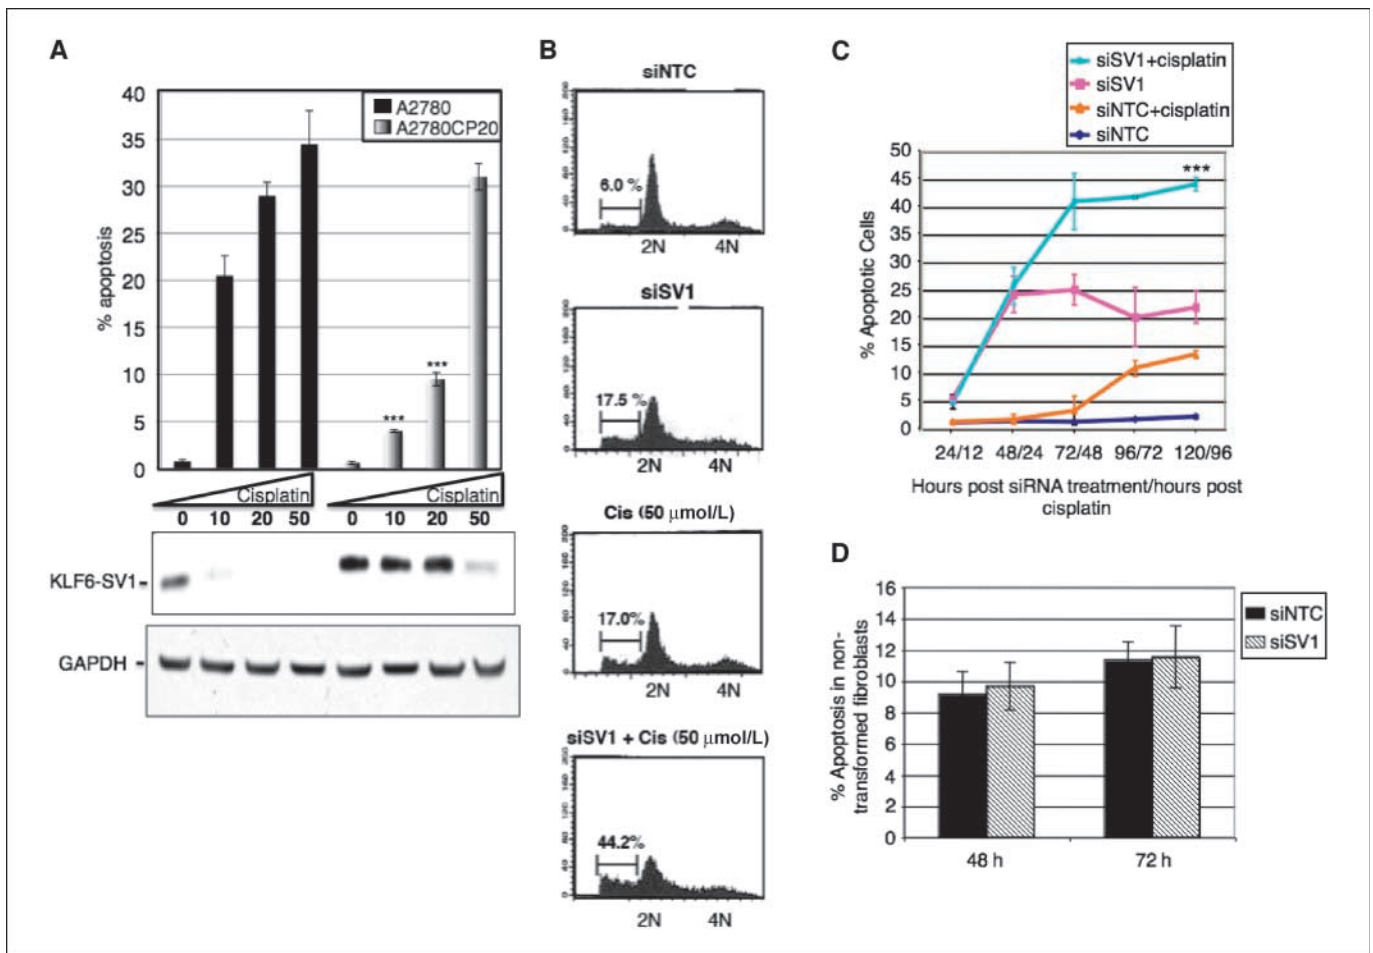 A
40
35
30
25
20
15
10
5
0
% apoptosis
A2780
A2780CP20
***
***
Cisplatin
Cisplatin
0 10 20 50 0 10 20 50
KLF6-SV1
GAPDH
B
siNTC
6.0 %
2N 4N
siSV1
17.5 %
2N 4N
Cis (50 μmol/L)
17.0%
2N 4N
siSV1 + Cis (50 μmol/L)
44.2%
2N 4N
C
siSV1+cisplatin
siSV1
siNTC+cisplatin
siNTC
***
50
45
40
35
30
25
20
15
10
5
0
% Apoptotic Cells
24/12 48/24 72/48 96/72 120/96
Hours post siRNA treatment/hours post
cisplatin
D
16
14
12
10
8
6
4
2
0
% Apoptosis in non-
transformed fibroblasts
siNTC
siSV1
48 h 72 h